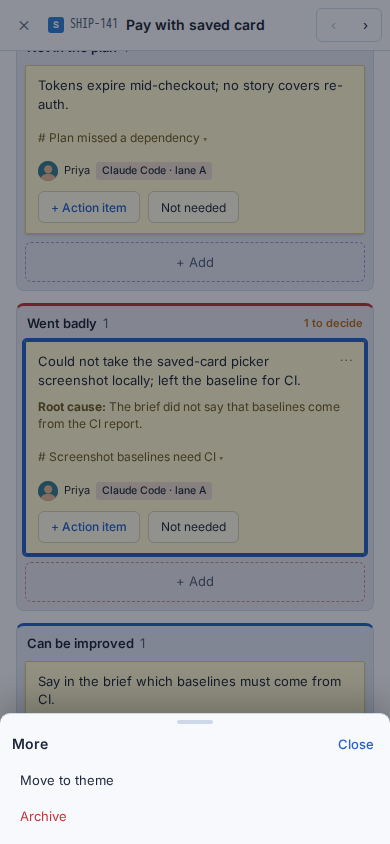 S SHIP-141 Pay with saved card
Not in the plan 1
Tokens expire mid-checkout; no story covers re-
auth.
# Plan missed a dependency
Priya Claude Code · lane A
+ Action item Not needed
+ Add
Went badly 1 1 to decide
Could not take the saved-card picker
screenshot locally; left the baseline for CI.
Root cause: The brief did not say that baselines come
from the CI report.
# Screenshot baselines need CI
Priya Claude Code · lane A
+ Action item Not needed
+ Add
Can be improved 1
Say in the brief which baselines must come from
CI.
More Close
Move to theme
Archive